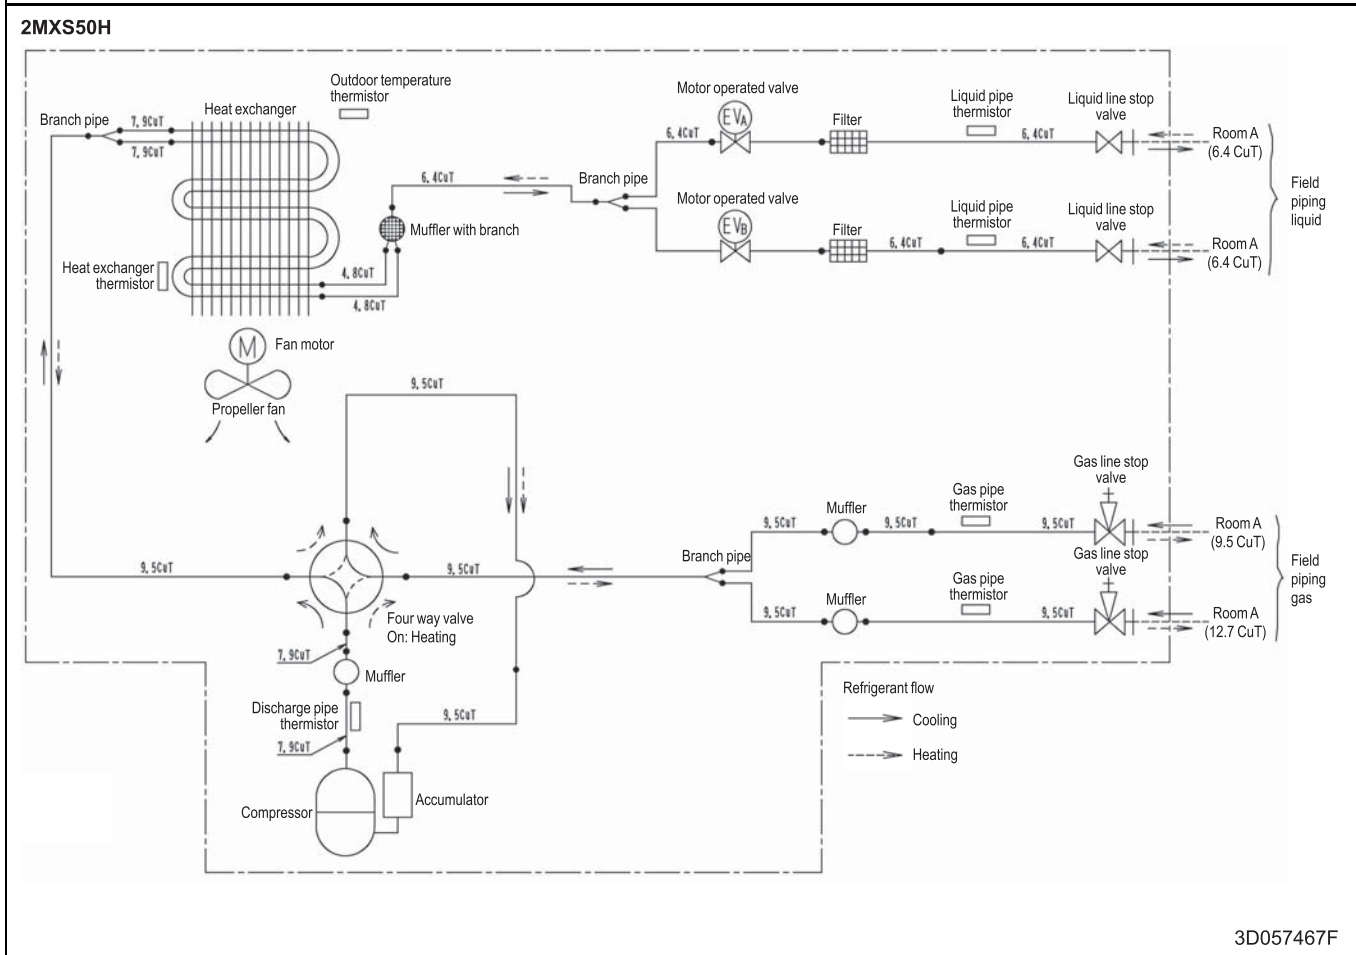 2MXS50H
Outdoor temperature
thermistor
Heat exchanger
Branch pipe
7,9CuT
7,9CuT
Motor operated valve
EVA
6,4CuT
Filter
Liquid pipe
thermistor
6,4CuT
Liquid line stop
valve
Room A
(6.4 CuT)
6,4CuT
Branch pipe
Muffler with branch
Motor operated valve
EVB
Filter
6,4CuT
Liquid pipe
thermistor
6,4CuT
Liquid line stop
valve
Room A
(6.4 CuT)
Field
piping
liquid
Heat exchanger
thermistor
4,8CuT
4,8CuT
M
Fan motor
Propeller fan
9,5CuT
9,5CuT
Four way valve
On: Heating
9,5CuT
Branch pipe
9,5CuT
Muffler
9,5CuT
Gas pipe
thermistor
9,5CuT
Gas line stop
valve
Room A
(9.5 CuT)
9,5CuT
Muffler
Gas pipe
thermistor
9,5CuT
Gas line stop
valve
Room A
(12.7 CuT)
Field
piping
gas
7,9CuT
Muffler
Discharge pipe
thermistor
7,9CuT
9,5CuT
Compressor
Accumulator
Refrigerant flow
Cooling
Heating
3D057467F